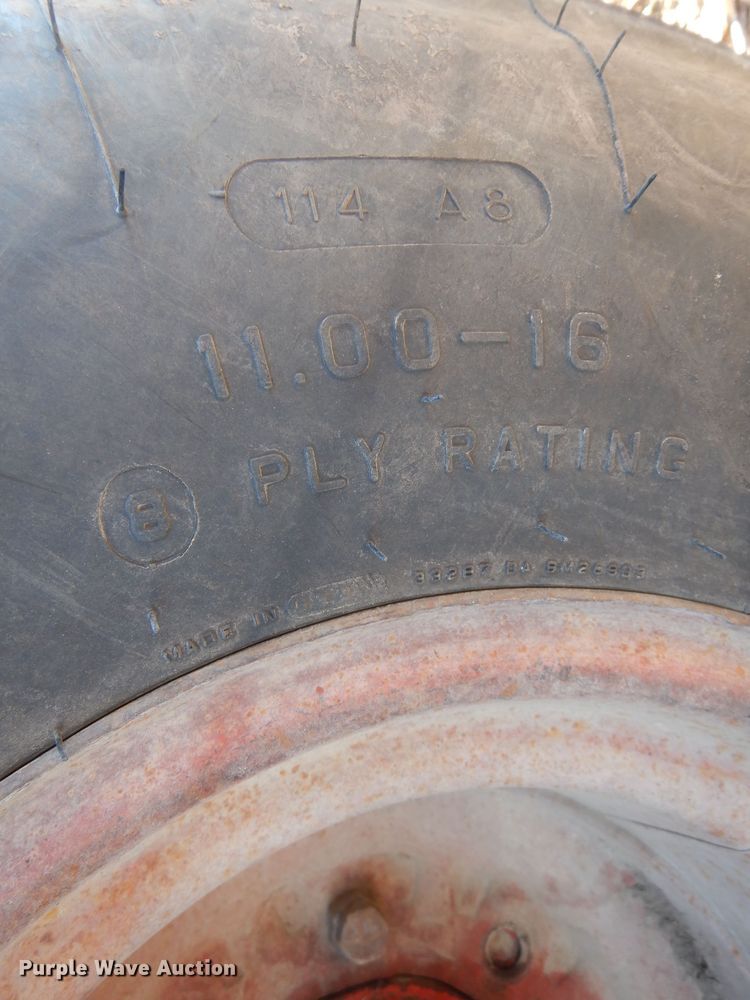 114 A8
11.00-16
8 PLY RATING
MADE IN
Purple Wave Auction